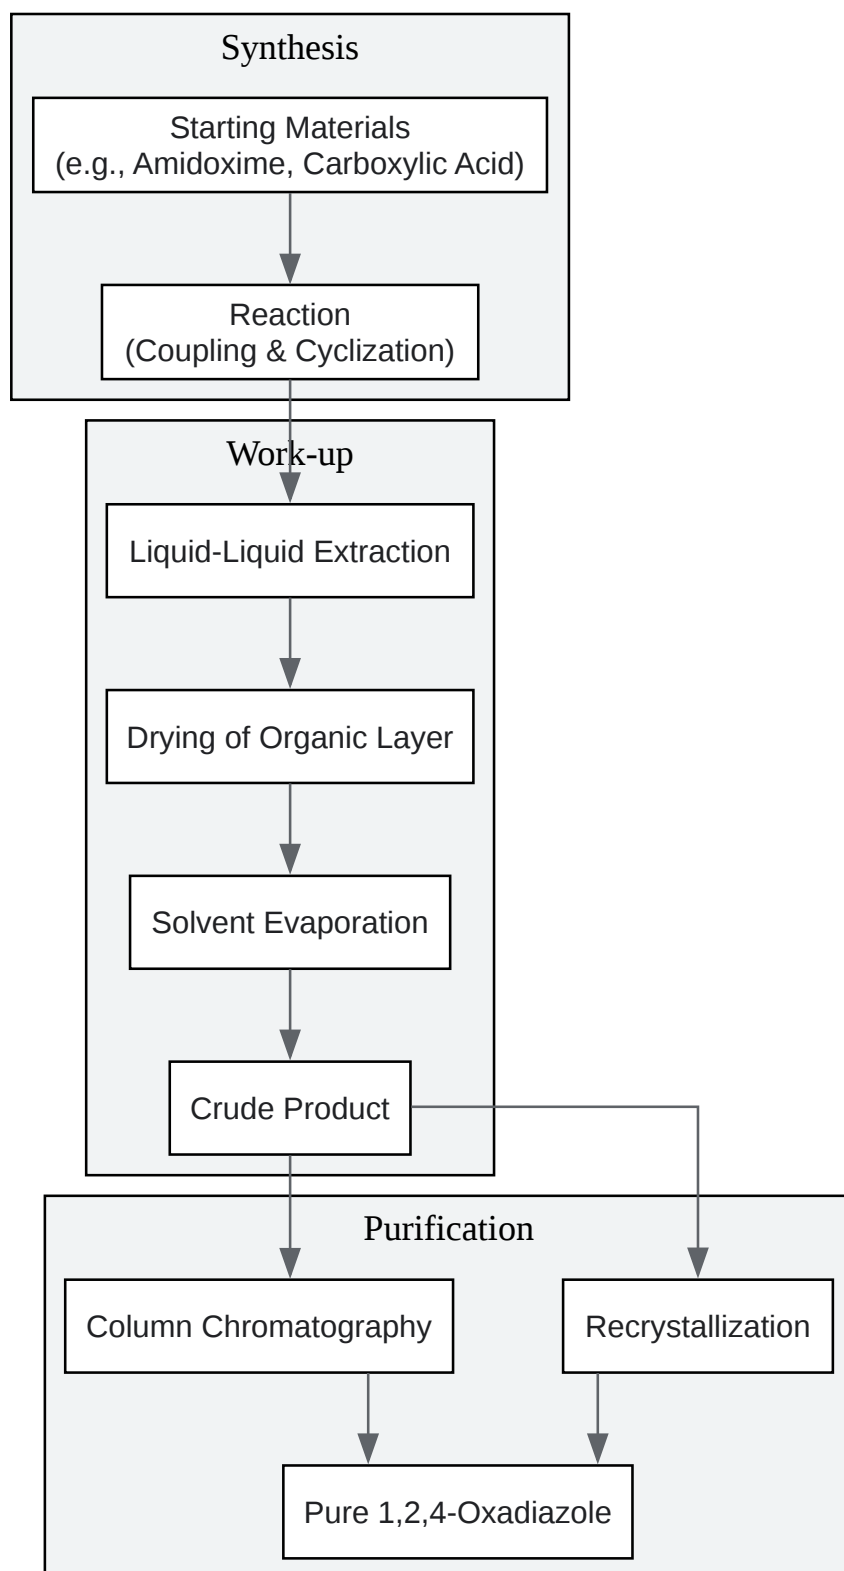 Synthesis
Starting Materials
(e.g., Amidoxime, Carboxylic Acid)
Reaction
(Coupling & Cyclization)
Work-up
Liquid-Liquid Extraction
Drying of Organic Layer
Solvent Evaporation
Crude Product
Purification
Column Chromatography
Recrystallization
Pure 1,2,4-Oxadiazole